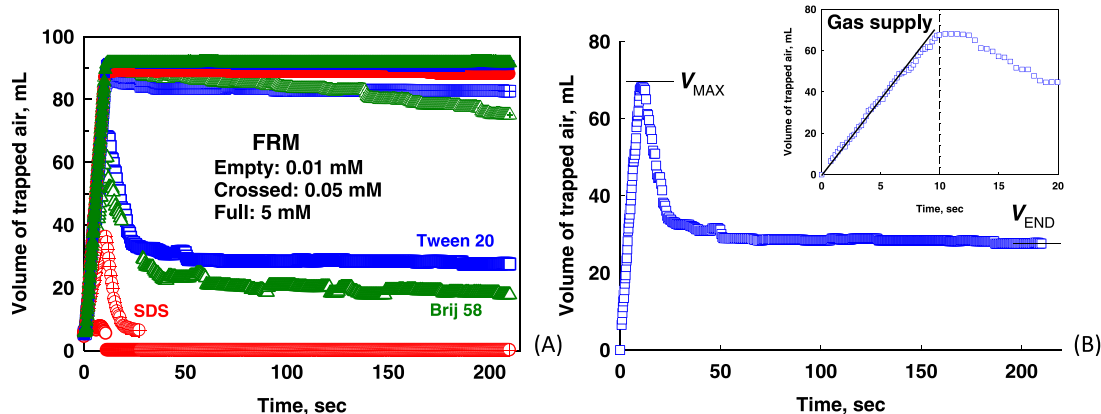 100
80
60
40
20
0
0
50
100
150
200
Volume of trapped air, mL
Time, sec
FRM
Empty: 0.01 mM
Crossed: 0.05 mM
Full: 5 mM
Tween 20
SDS
Brij 58
(A)
80
60
40
20
0
0
50
100
150
200
Volume of trapped air, mL
Time, sec
VMAX
VEND
Gas supply
80
60
40
20
0
0
5
10
15
20
Volume of trapped air, mL
Time, sec
(B)